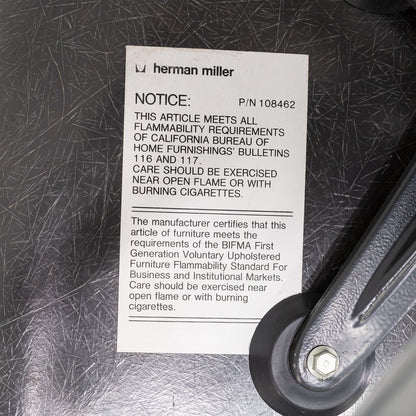 herman miller
NOTICE: P/N 108462
THIS ARTICLE MEETS ALL
FLAMMABILITY REQUIREMENTS
OF CALIFORNIA BUREAU OF
HOME FURNISHINGS' BULLETINS
116 AND 117.
CARE SHOULD BE EXERCISED
NEAR OPEN FLAME OR WITH
BURNING CIGARETTES.
The manufacturer certifies that this
article of furniture meets the
requirements of the BIFMA First
Generation Voluntary Upholstered
Furniture Flammability Standard For
Business and Institutional Markets.
Care should be exercised near
open flame or with burning
cigarettes.